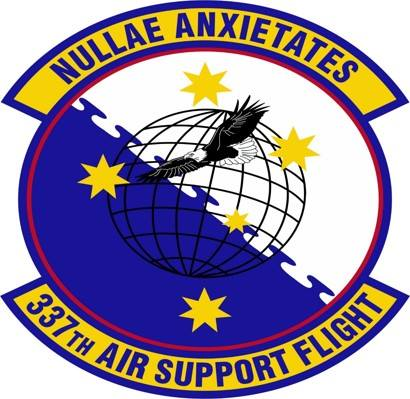 NULLAE ANXIETATES
337TH AIR SUPPORT FLIGHT